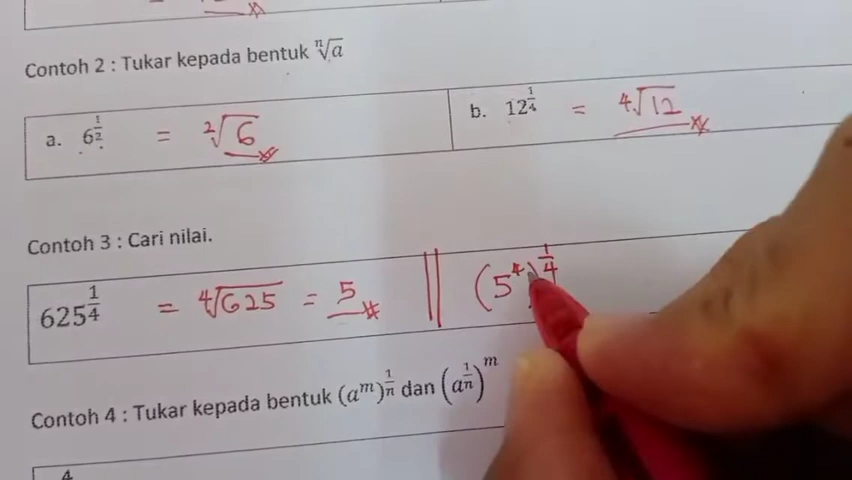 Contoh 2 : Tukar kepada bentuk ⁿ√a
a. 6^(1/2) = ²√6
b. 12^(1/4) = ⁴√12
Contoh 3 : Cari nilai.
625^(1/4) = ⁴√625 = 5 || (5⁴)^(1/4)
Contoh 4 : Tukar kepada bentuk (a^m)^(1/n) dan (a^(1/n))^m
4